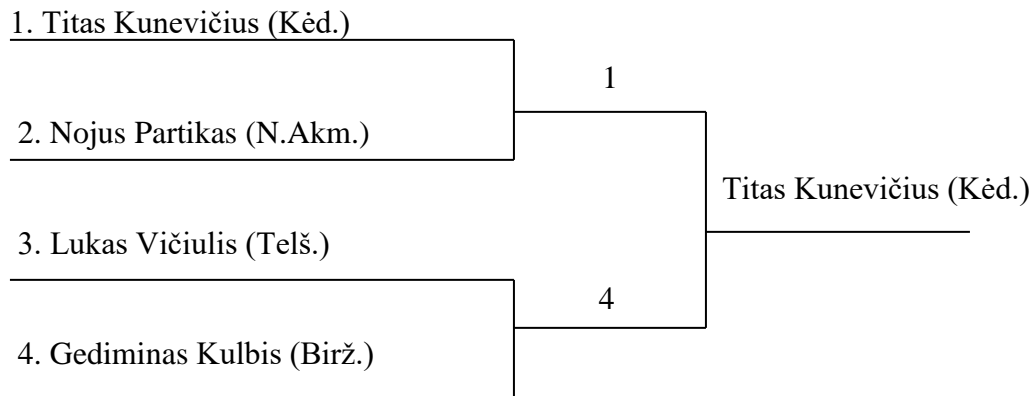 1. Titas Kunevičius (Kėd.)
1
2. Nojus Partikas (N.Akm.)
Titas Kunevičius (Kėd.)
3. Lukas Vičiulis (Telš.)
4
4. Gediminas Kulbis (Birž.)